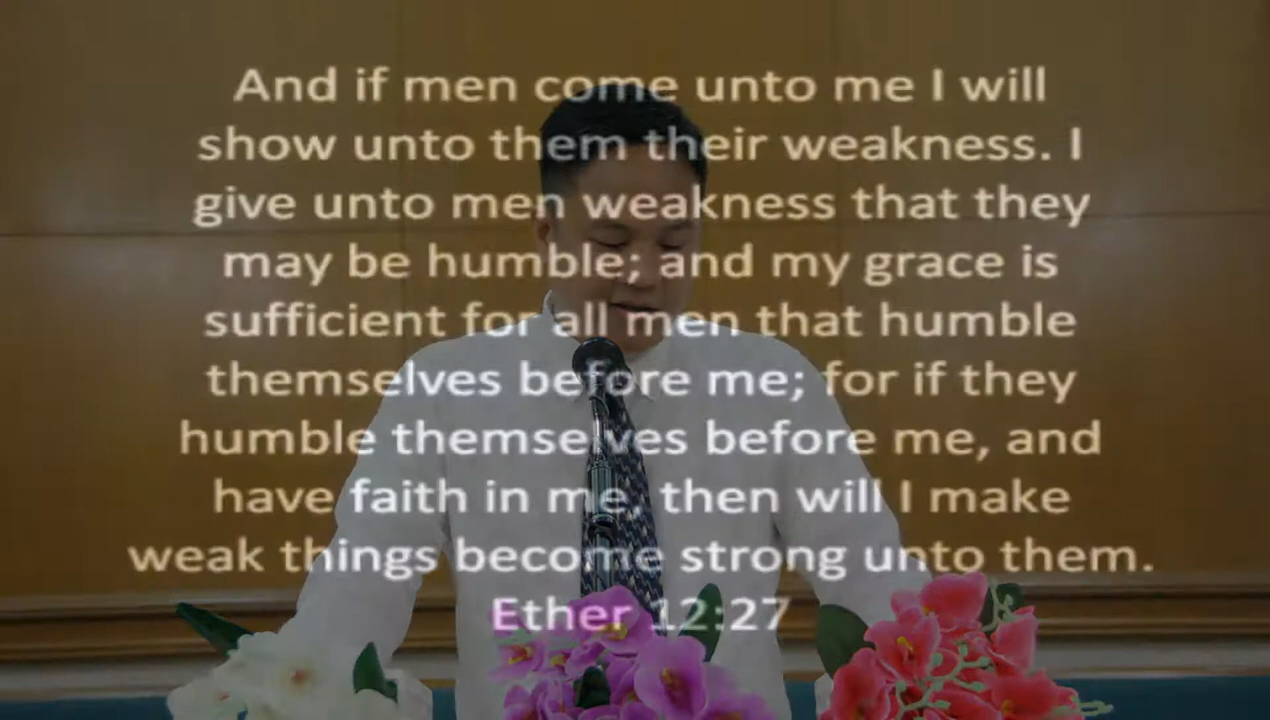 And if men come unto me I will
show unto them their weakness. I
give unto men weakness that they
may be humble; and my grace is
sufficient for all men that humble
themselves before me; for if they
humble themselves before me, and
have faith in me, then will I make
weak things become strong unto them.
Ether 12:27